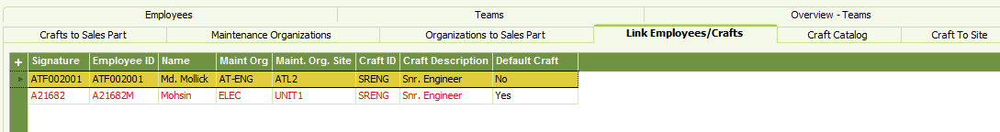 Employees Teams Overview - Teams
Crafts to Sales Part Maintenance Organizations Organizations to Sales Part Link Employees/Crafts Craft Catalog Craft To Site
+ Signature Employee ID Name Maint Org Maint. Org. Site Craft ID Craft Description Default Craft
ATF002001 ATF002001 Md. Mollick AT-ENG ATL2 SRENG Snr. Engineer No
A21682 A21682M Mohsin ELEC UNIT1 SRENG Snr. Engineer Yes